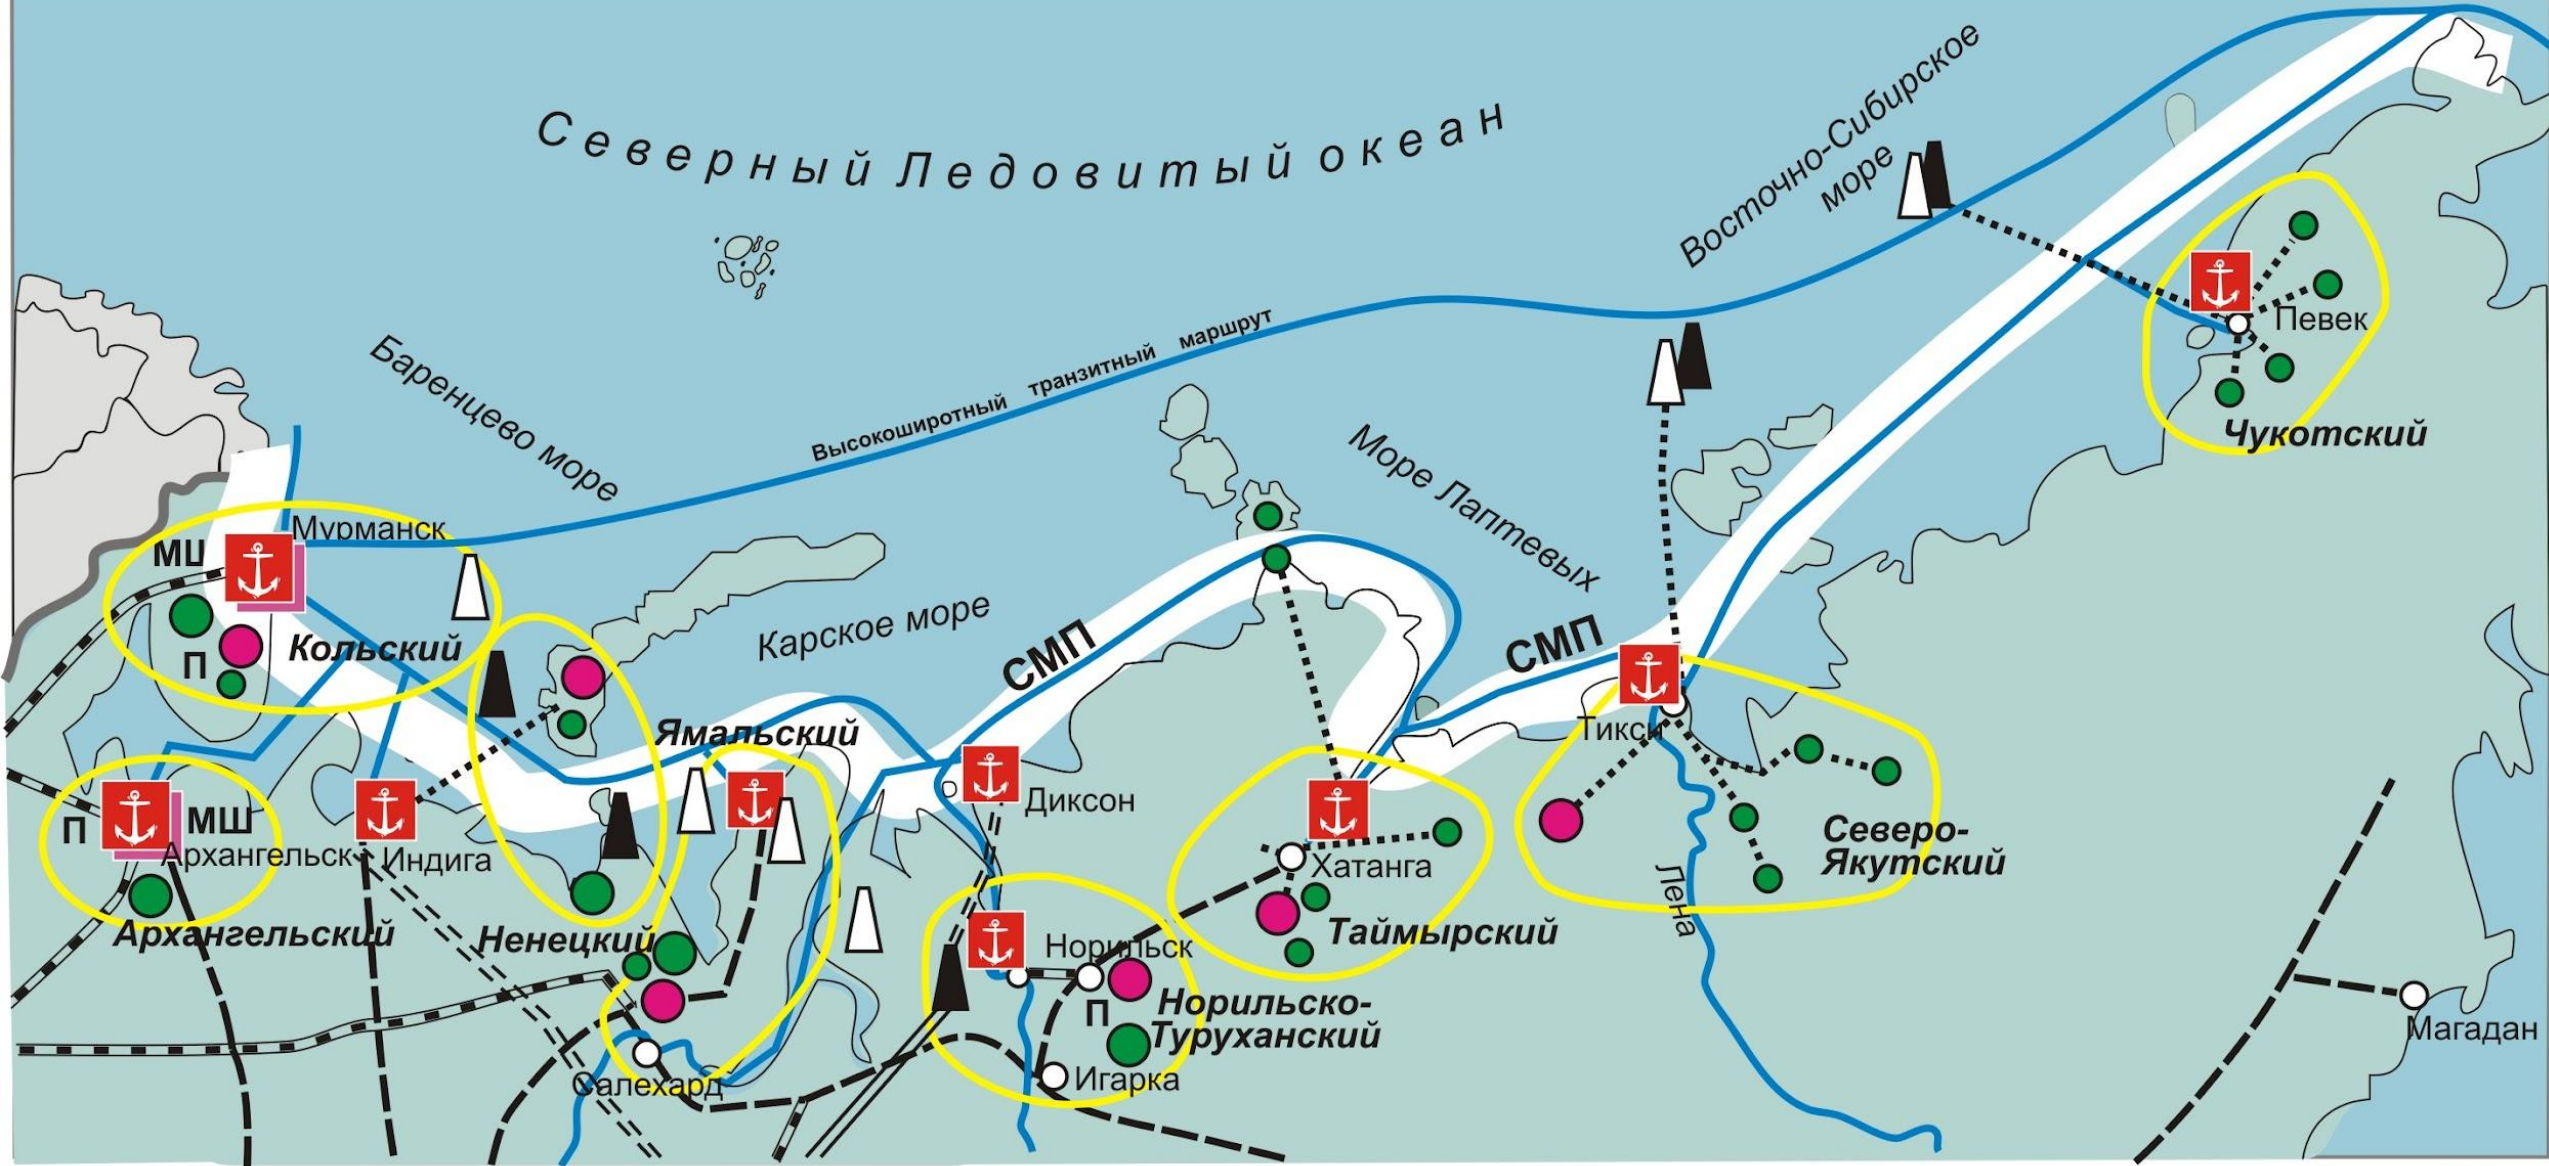 Северный Ледовитый океан
Восточно-Сибирское
море
Баренцево море
Высокоширотный транзитный маршрут
Море Лаптевых
Карское море
СМП
СМП
Певек
Чукотский
Мурманск
МШ
П
Кольский
Ямальский
Диксон
Тикси
П
МШ
Архангельск
Индига
Хатанга
Северо-
Якутский
Лена
Архангельский
Ненецкий
Норильск
Таймырский
П
Норильско-
Туруханский
Магадан
Салехард
Игарка